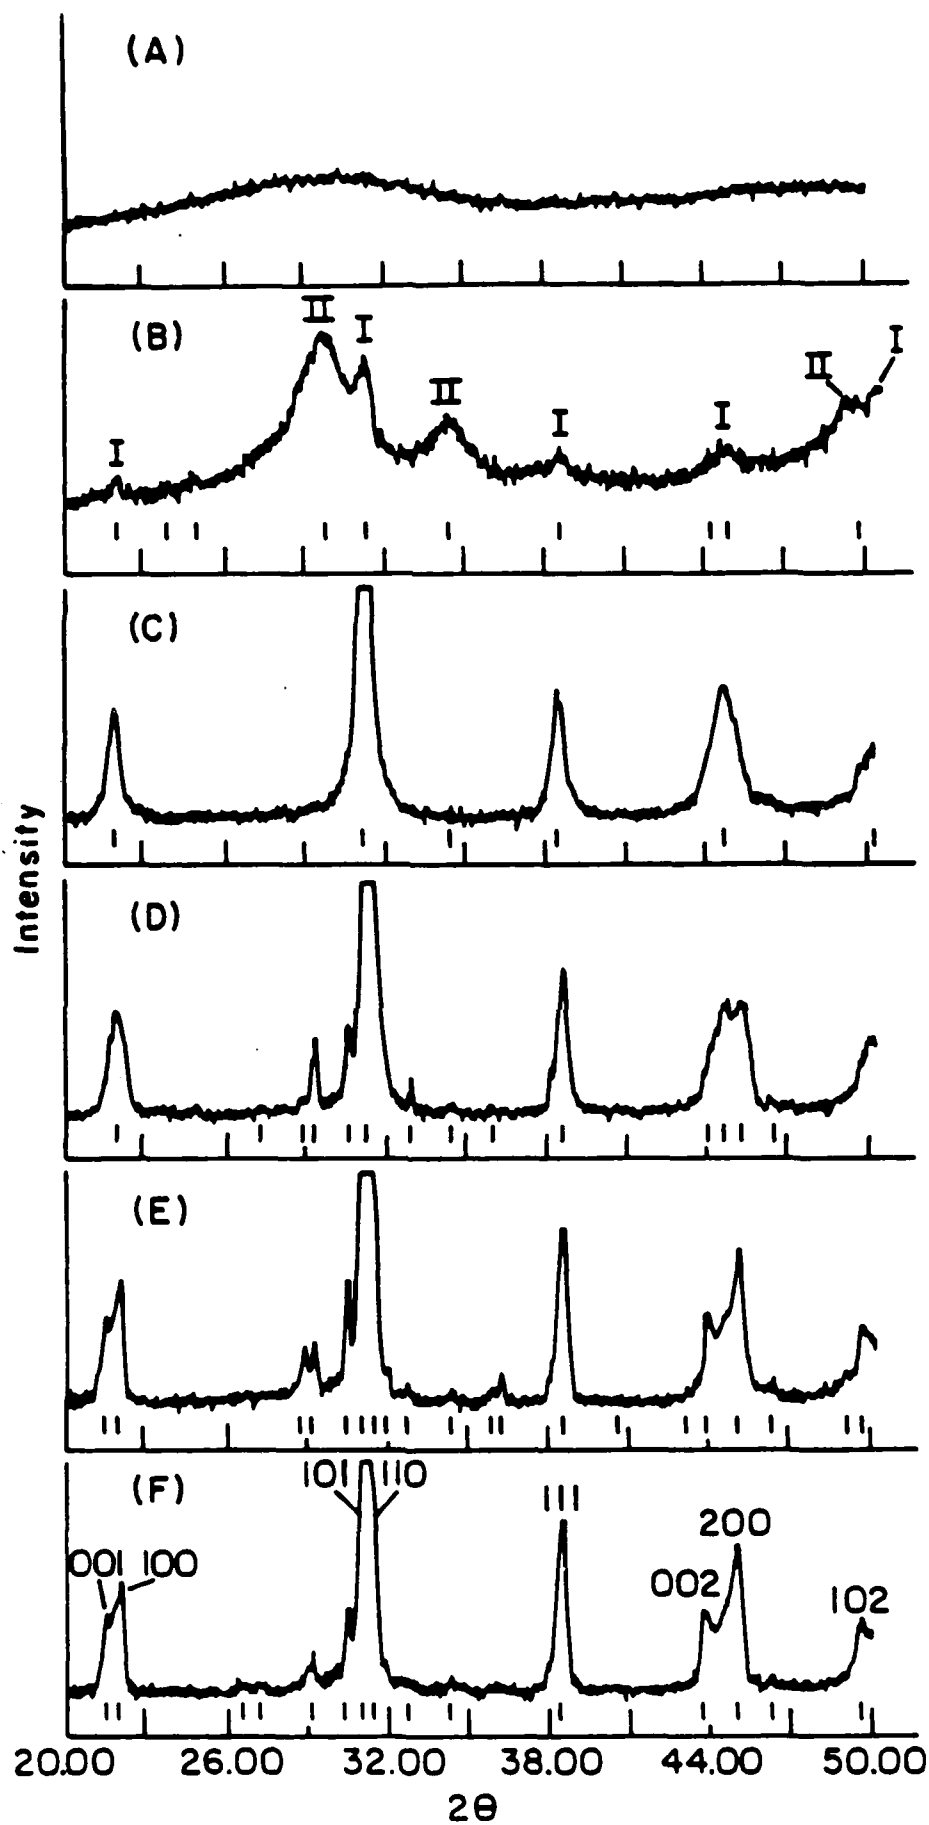 (A)
(B)
II
I
I
II
I
I
II
I
(C)
Intensity
(D)
(E)
(F)
001 100
101 110
111
002
200
102
20.00 26.00 32.00 38.00 44.00 50.00
2θ